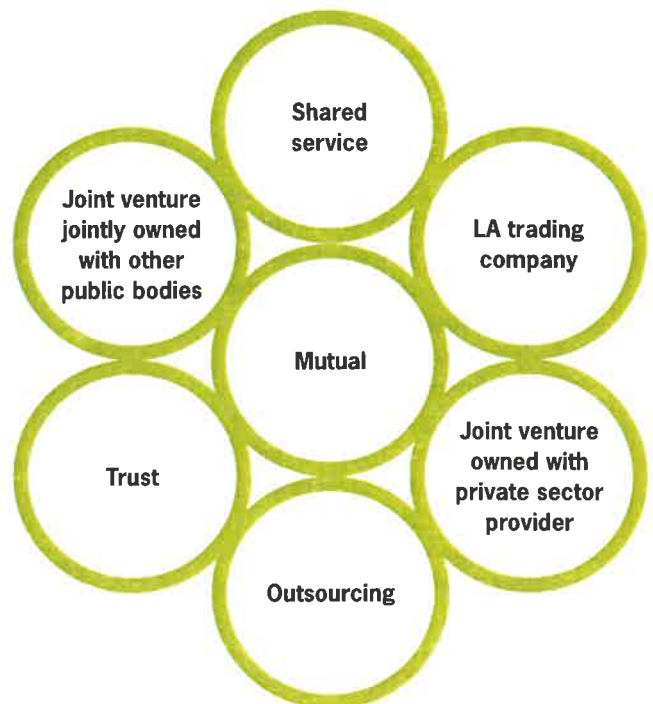 Shared
service
Joint venture
jointly owned
with other
public bodies
LA trading
company
Mutual
Trust
Joint venture
owned with
private sector
provider
Outsourcing